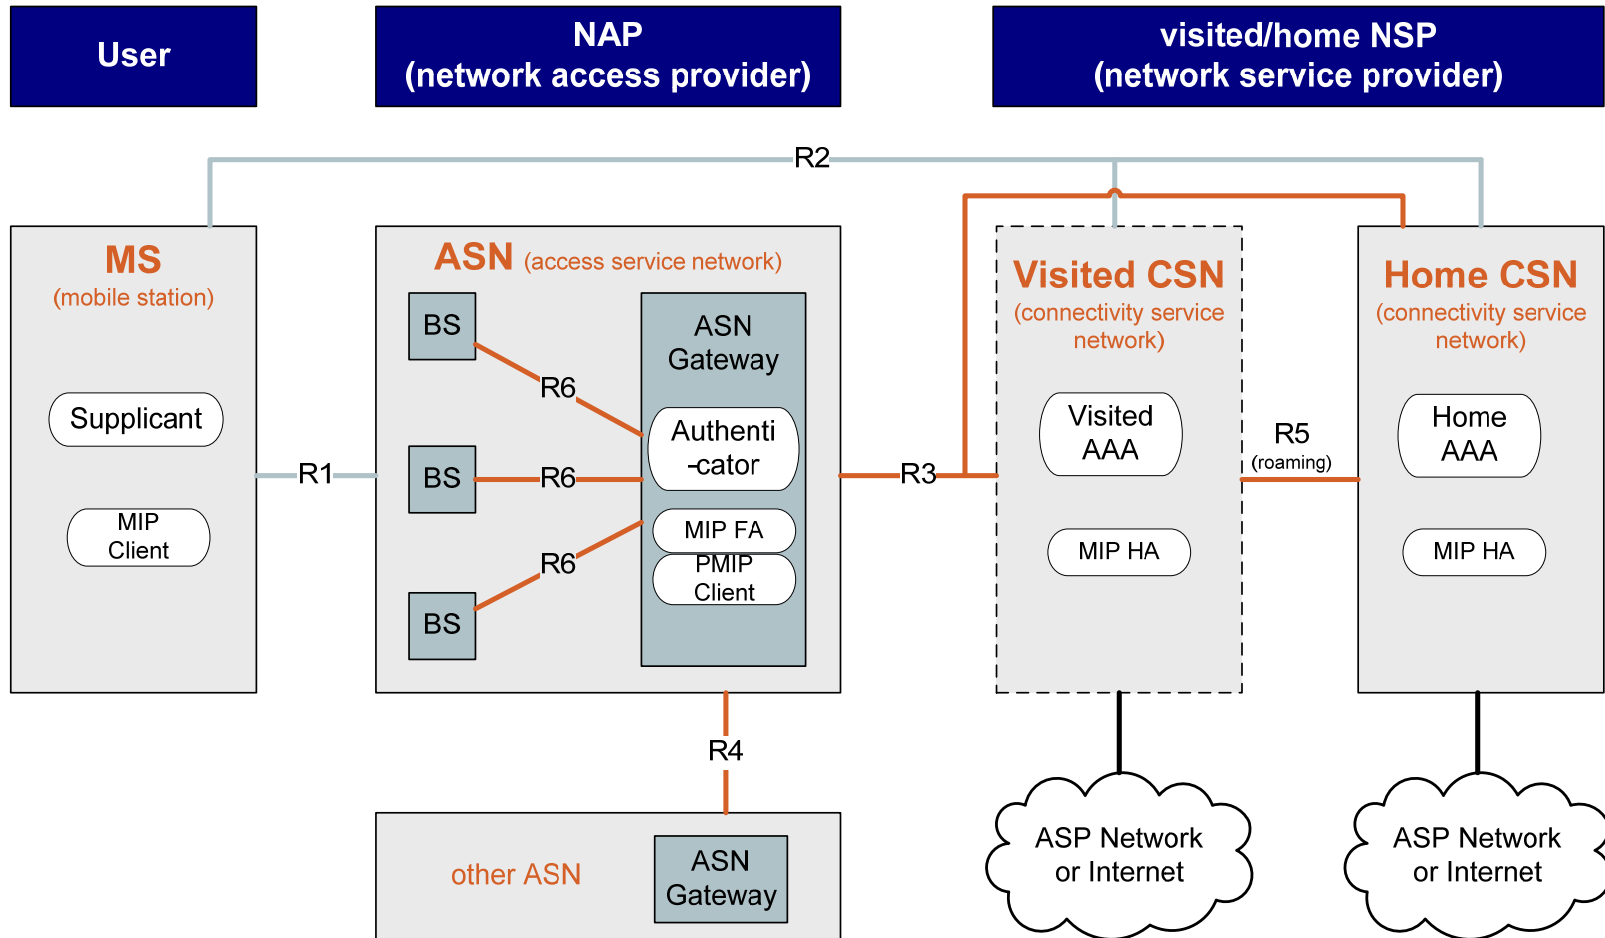 User
NAP
(network access provider)
visited/home NSP
(network service provider)
R2
MS
(mobile station)
Supplicant
MIP
Client
R1
ASN (access service network)
BS
BS
BS
R6
R6
R6
ASN
Gateway
Authenti
-cator
MIP FA
PMIP
Client
R3
Visited CSN
(connectivity service
network)
Visited
AAA
MIP HA
R5
(roaming)
Home CSN
(connectivity service
network)
Home
AAA
MIP HA
R4
other ASN
ASN
Gateway
ASP Network
or Internet
ASP Network
or Internet